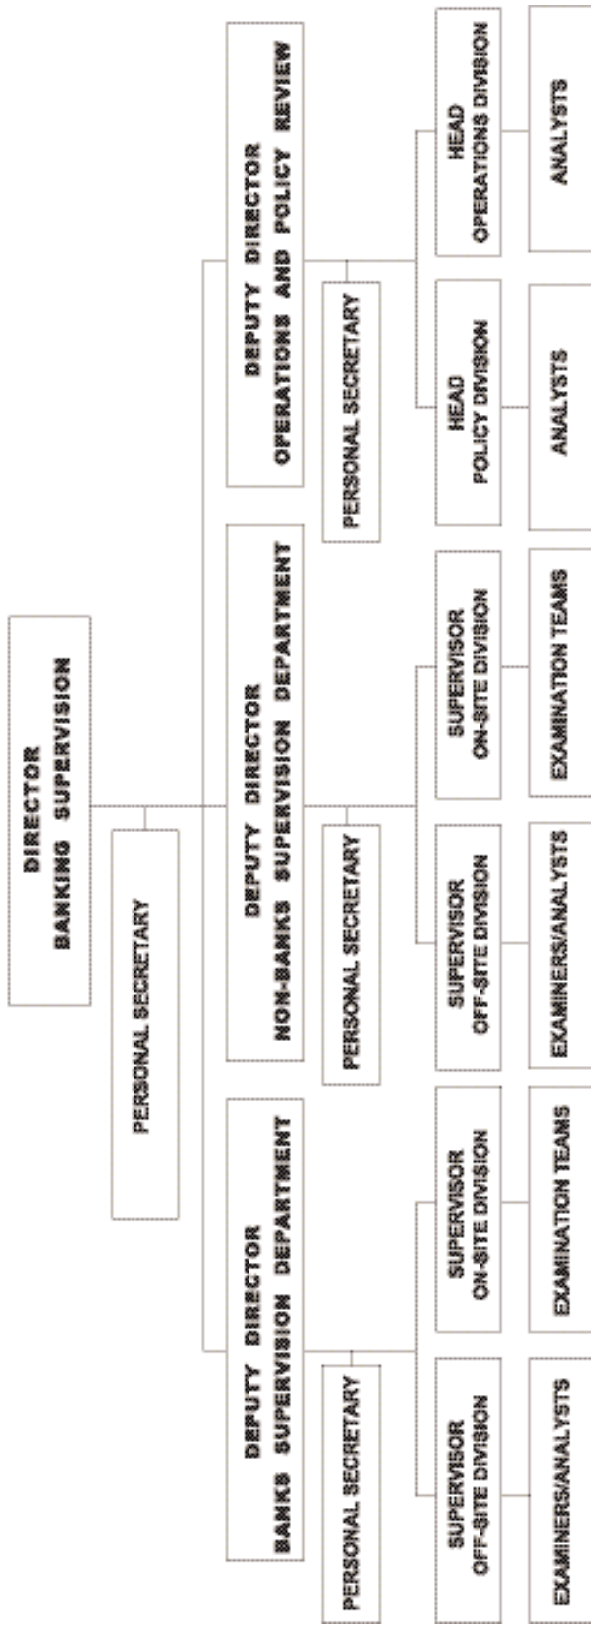 DIRECTOR
BANKING SUPERVISION
PERSONAL SECRETARY
DEPUTY DIRECTOR
BANKS SUPERVISION DEPARTMENT
DEPUTY DIRECTOR
NON-BANKS SUPERVISION DEPARTMENT
DEPUTY DIRECTOR
OPERATIONS AND POLICY REVIEW
PERSONAL SECRETARY
PERSONAL SECRETARY
PERSONAL SECRETARY
SUPERVISOR
OFF-SITE DIVISION
SUPERVISOR
ON-SITE DIVISION
SUPERVISOR
OFF-SITE DIVISION
SUPERVISOR
ON-SITE DIVISION
HEAD
POLICY DIVISION
HEAD
OPERATIONS DIVISION
EXAMINERS/ANALYSTS
EXAMINATION TEAMS
EXAMINERS/ANALYSTS
EXAMINATION TEAMS
ANALYSTS
ANALYSTS